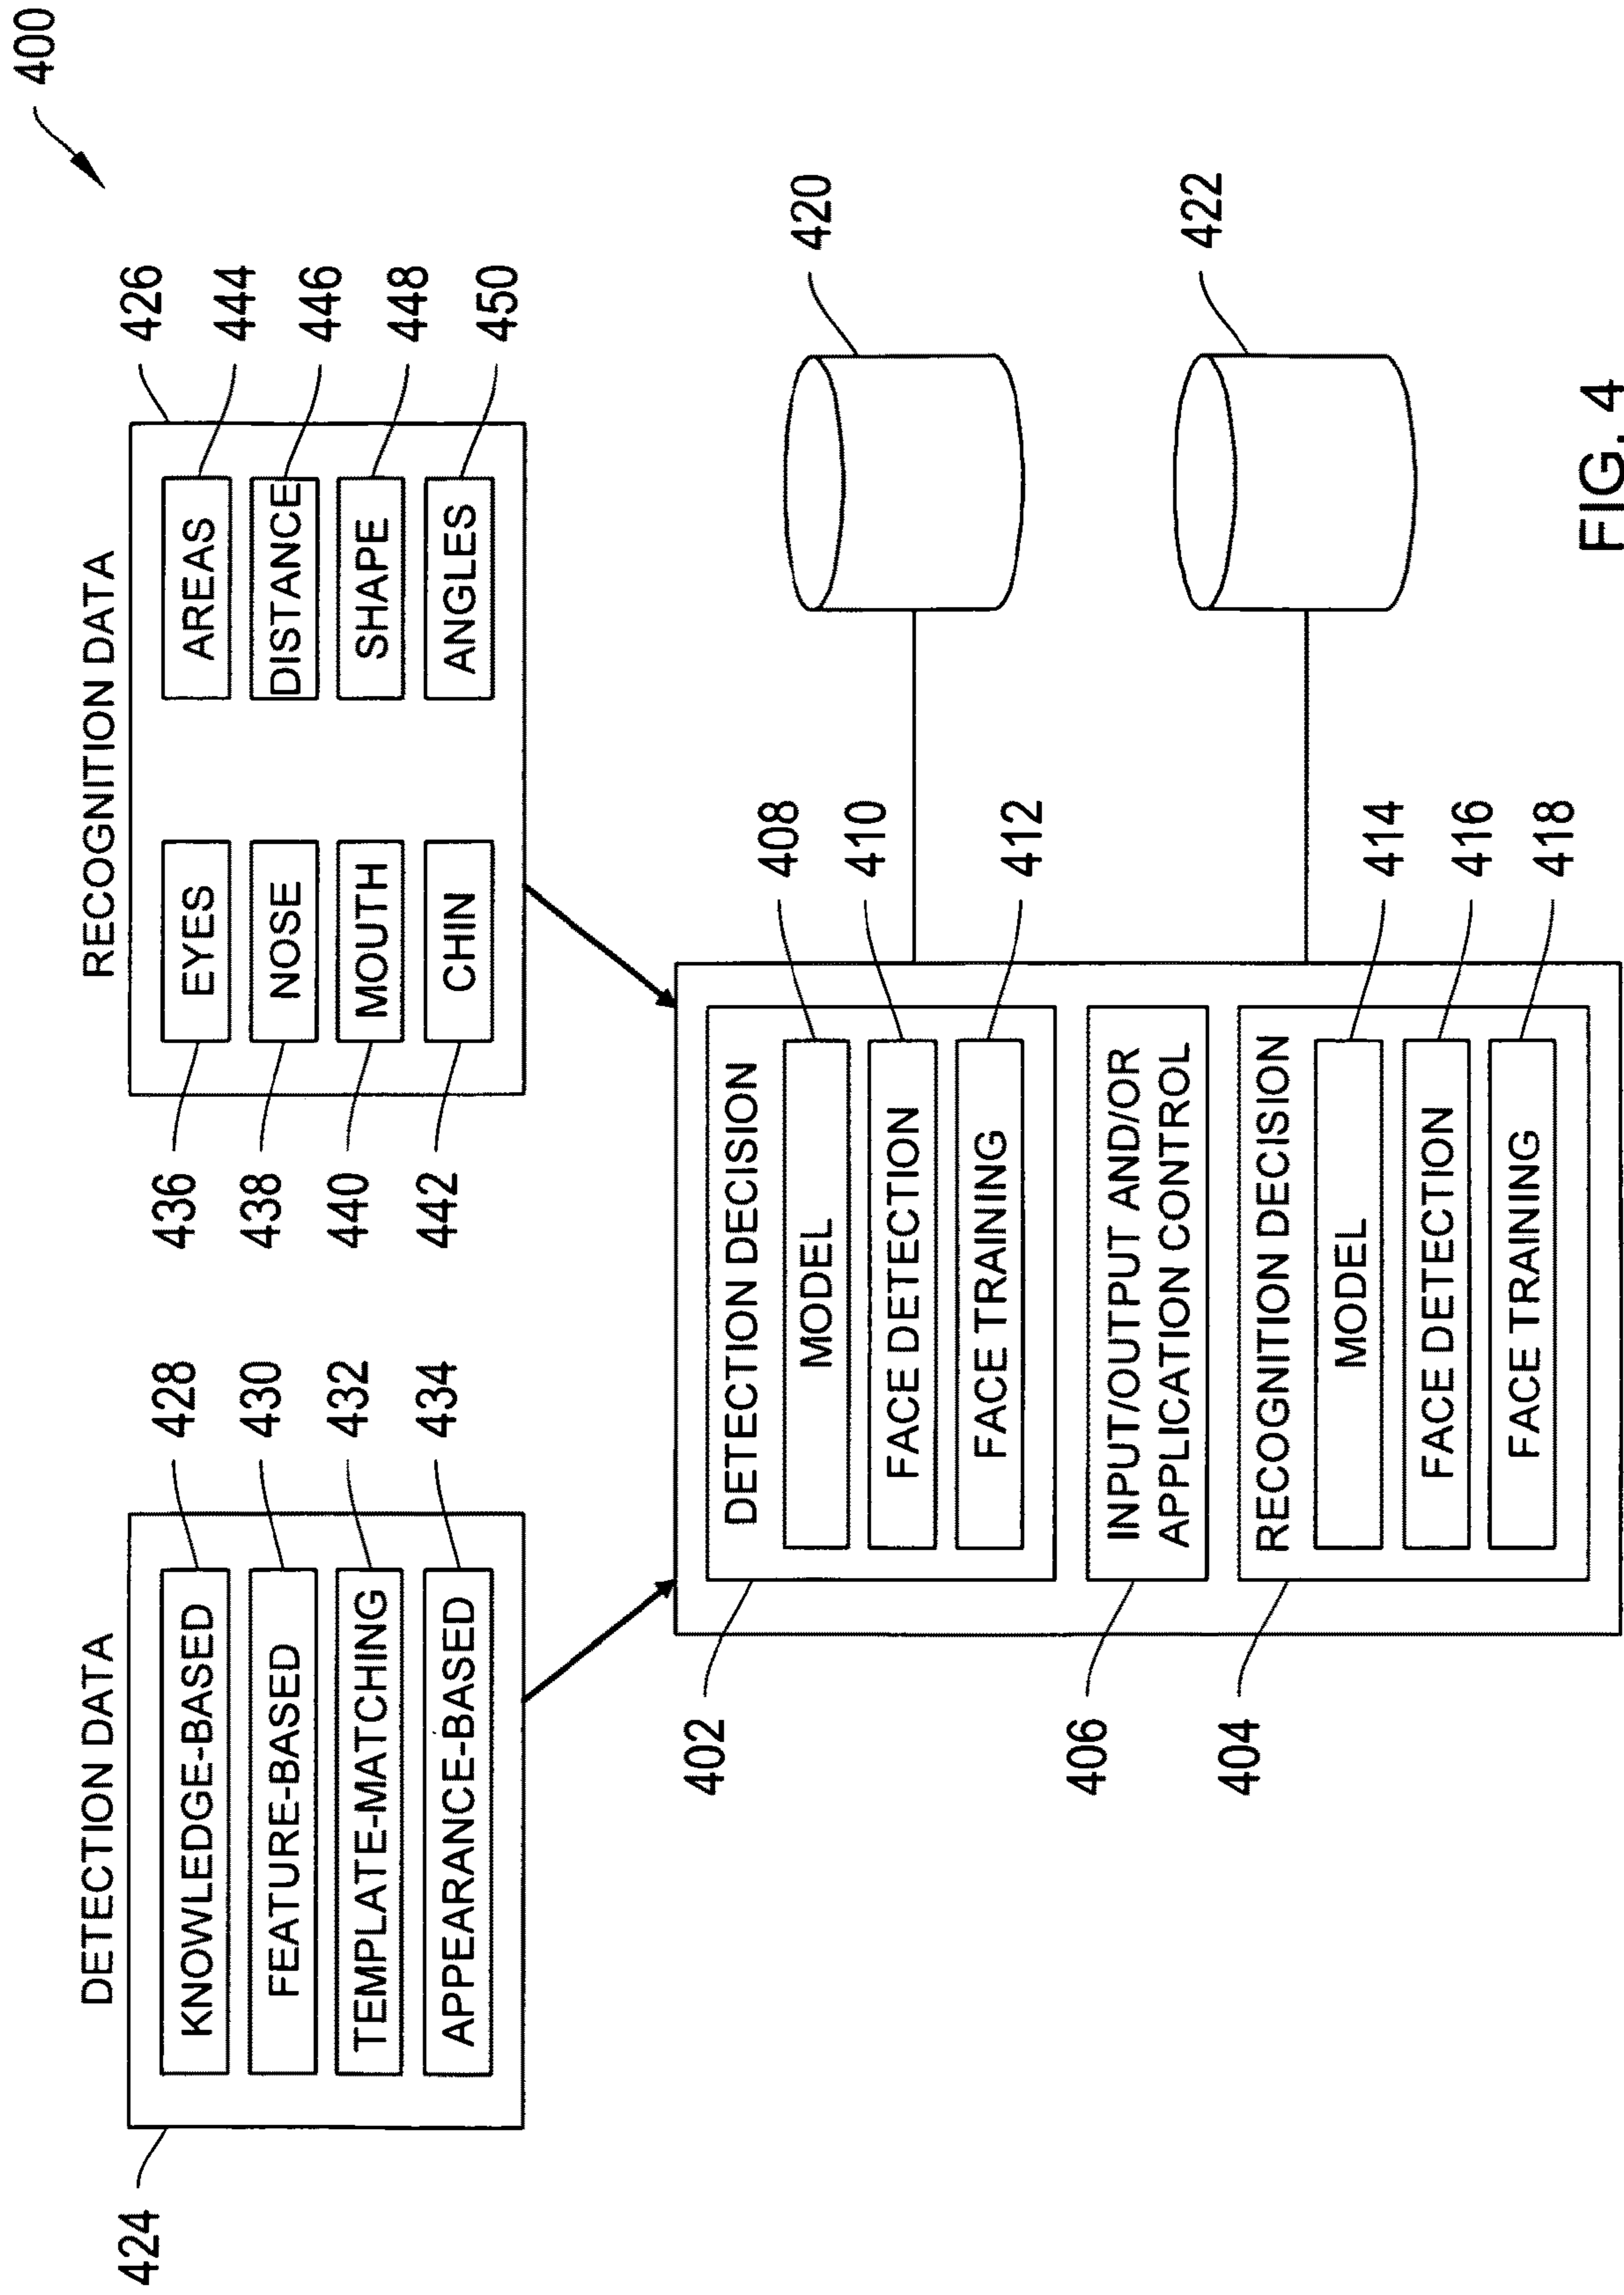 400
DETECTION DATA
424
KNOWLEDGE-BASED
428
FEATURE-BASED
430
TEMPLATE-MATCHING
432
APPEARANCE-BASED
434
RECOGNITION DATA
426
436
EYES
AREAS
444
438
NOSE
DISTANCE
446
440
MOUTH
SHAPE
448
442
CHIN
ANGLES
450
402
DETECTION DECISION
MODEL
408
FACE DETECTION
410
FACE TRAINING
412
406
INPUT/OUTPUT AND/OR
APPLICATION CONTROL
404
RECOGNITION DECISION
MODEL
414
FACE DETECTION
416
FACE TRAINING
418
420
422
FIG. 4